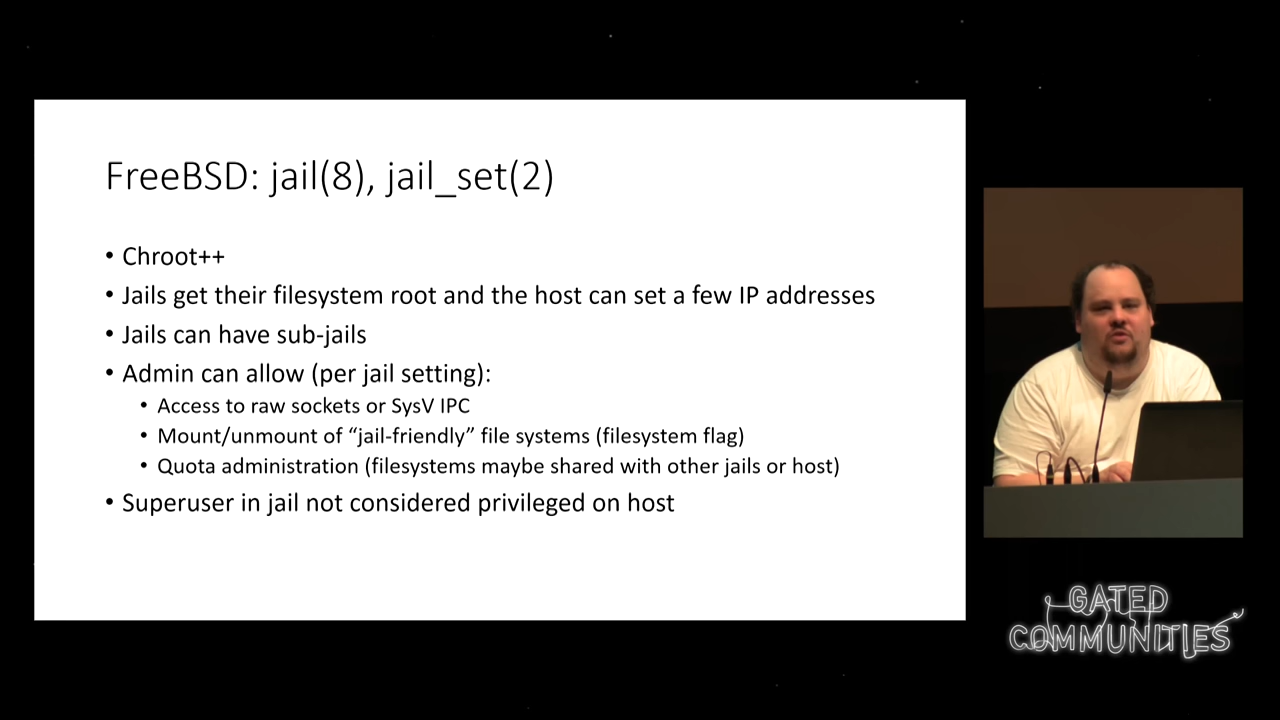 FreeBSD: jail(8), jail_set(2)
• Chroot++
• Jails get their filesystem root and the host can set a few IP addresses
• Jails can have sub-jails
• Admin can allow (per jail setting):
• Access to raw sockets or SysV IPC
• Mount/unmount of “jail-friendly” file systems (filesystem flag)
• Quota administration (filesystems maybe shared with other jails or host)
• Superuser in jail not considered privileged on host
GATED
COMMUNITIES